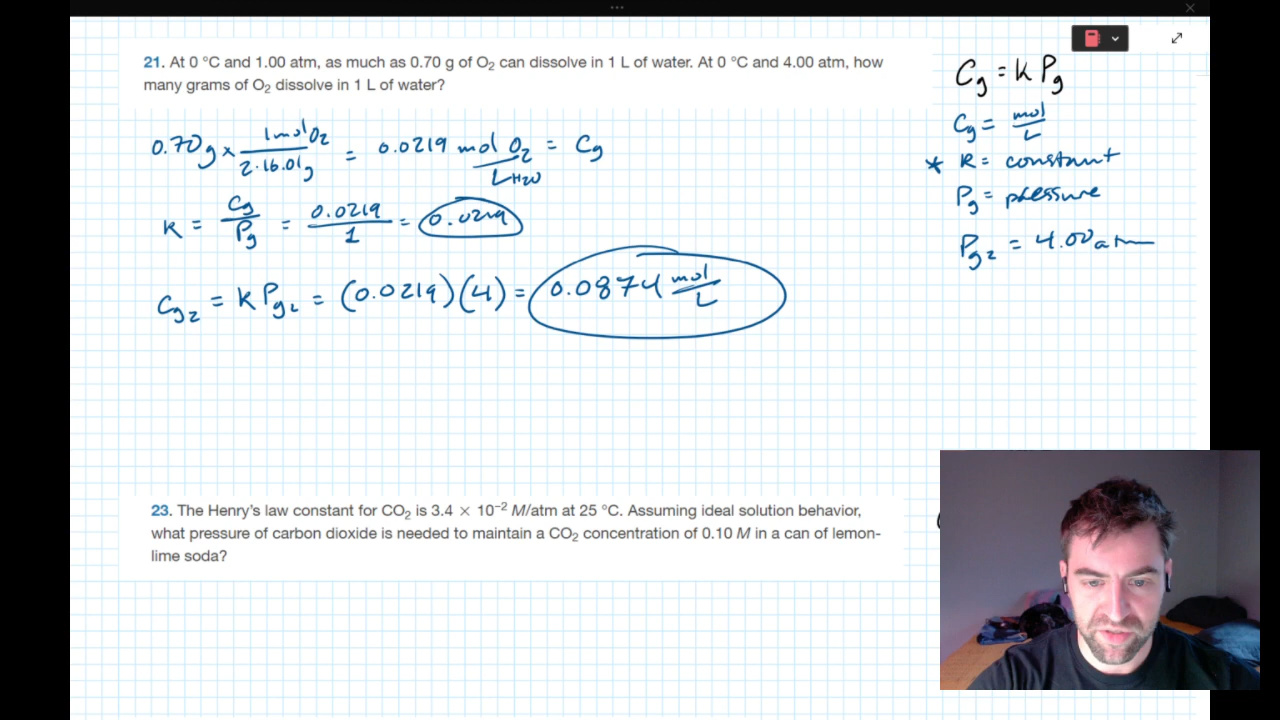 21. At 0 °C and 1.00 atm, as much as 0.70 g of O₂ can dissolve in 1 L of water. At 0 °C and 4.00 atm, how
many grams of O₂ dissolve in 1 L of water?
0.70g × 1mol O₂ / 2·16.01g = 0.0219 mol O₂ / L H₂O = Cg
K = Cg / Pg = 0.0219 / 1 = 0.0219
Cg₂ = K Pg₂ = (0.0219)(4) = 0.0874 mol / L
Cg = K Pg
Cg = mol / L
* K = constant
Pg = pressure
Pg₂ = 4.00 atm
23. The Henry's law constant for CO₂ is 3.4 × 10⁻² M/atm at 25 °C. Assuming ideal solution behavior,
what pressure of carbon dioxide is needed to maintain a CO₂ concentration of 0.10 M in a can of lemon-
lime soda?